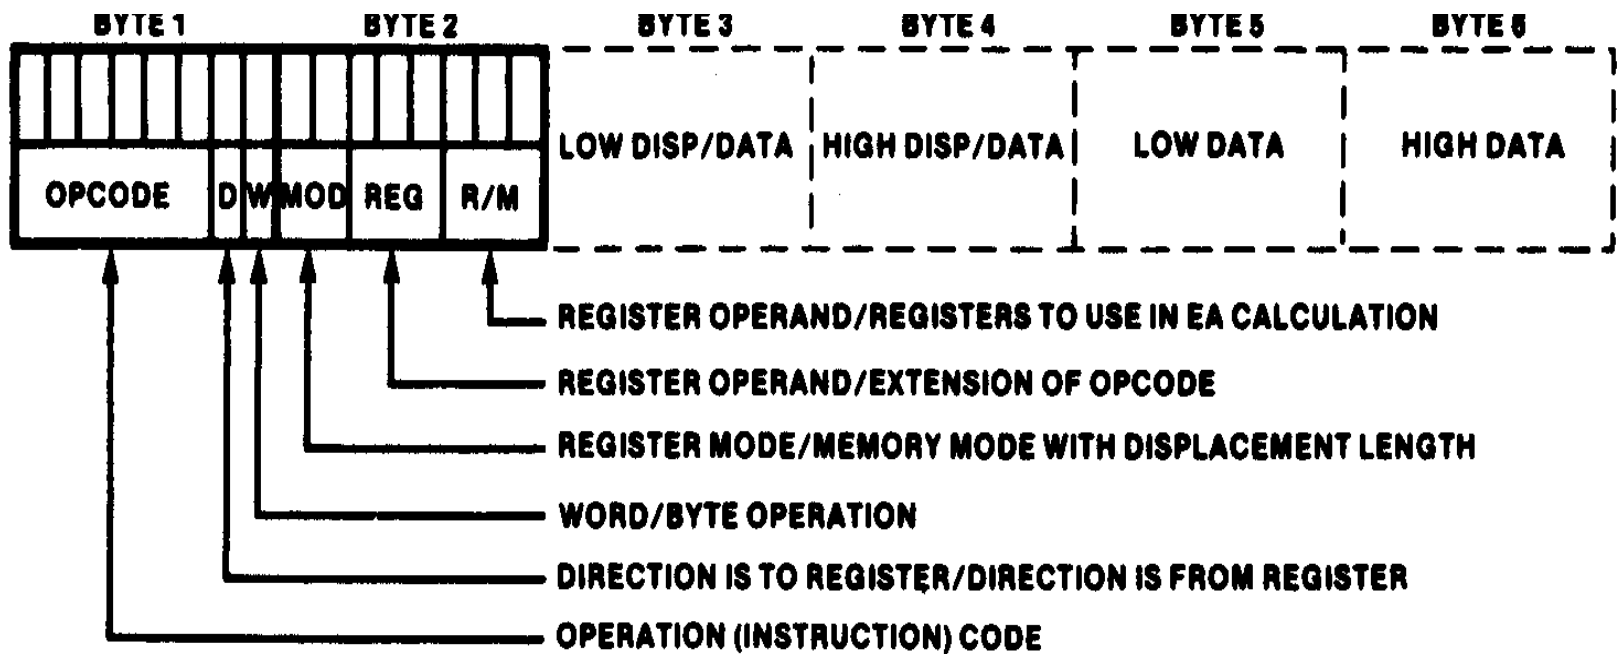 BYTE 1 BYTE 2 BYTE 3 BYTE 4 BYTE 5 BYTE 6
LOW DISP/DATA HIGH DISP/DATA LOW DATA HIGH DATA
OPCODE D W MOD REG R/M
REGISTER OPERAND/REGISTERS TO USE IN EA CALCULATION
REGISTER OPERAND/EXTENSION OF OPCODE
REGISTER MODE/MEMORY MODE WITH DISPLACEMENT LENGTH
WORD/BYTE OPERATION
DIRECTION IS TO REGISTER/DIRECTION IS FROM REGISTER
OPERATION (INSTRUCTION) CODE